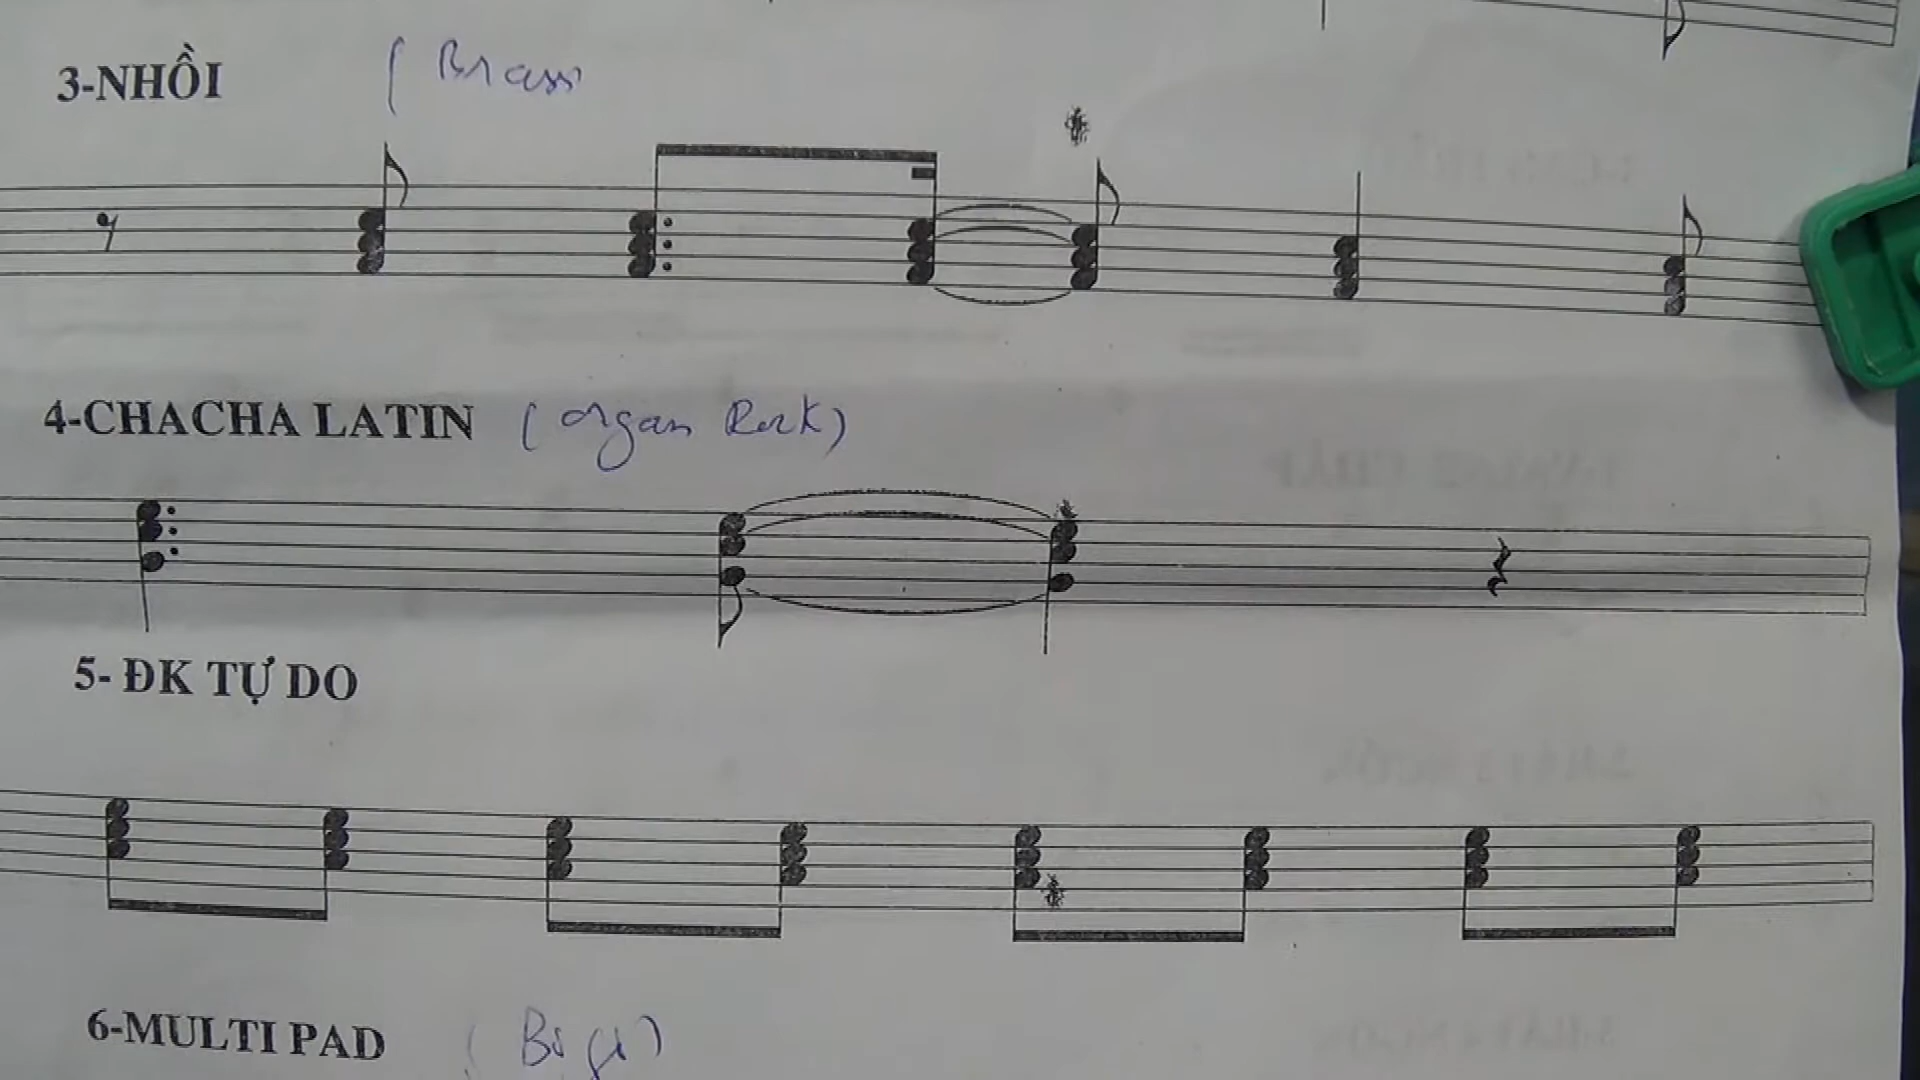 3-NHỒI ( Brass
4-CHACHA LATIN ( Organ Rock)
5- ĐK TỰ DO
6-MULTI PAD